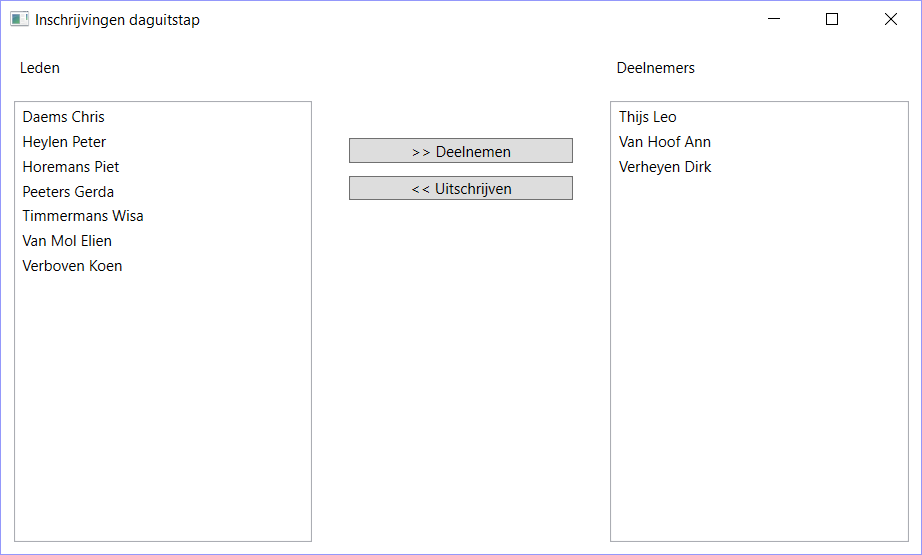 Inschrijvingen daguitstap
Leden
Daems Chris
Heylen Peter
Horemans Piet
Peeters Gerda
Timmermans Wisa
Van Mol Elien
Verboven Koen
>> Deelnemen
<< Uitschrijven
Deelnemers
Thijs Leo
Van Hoof Ann
Verheyen Dirk